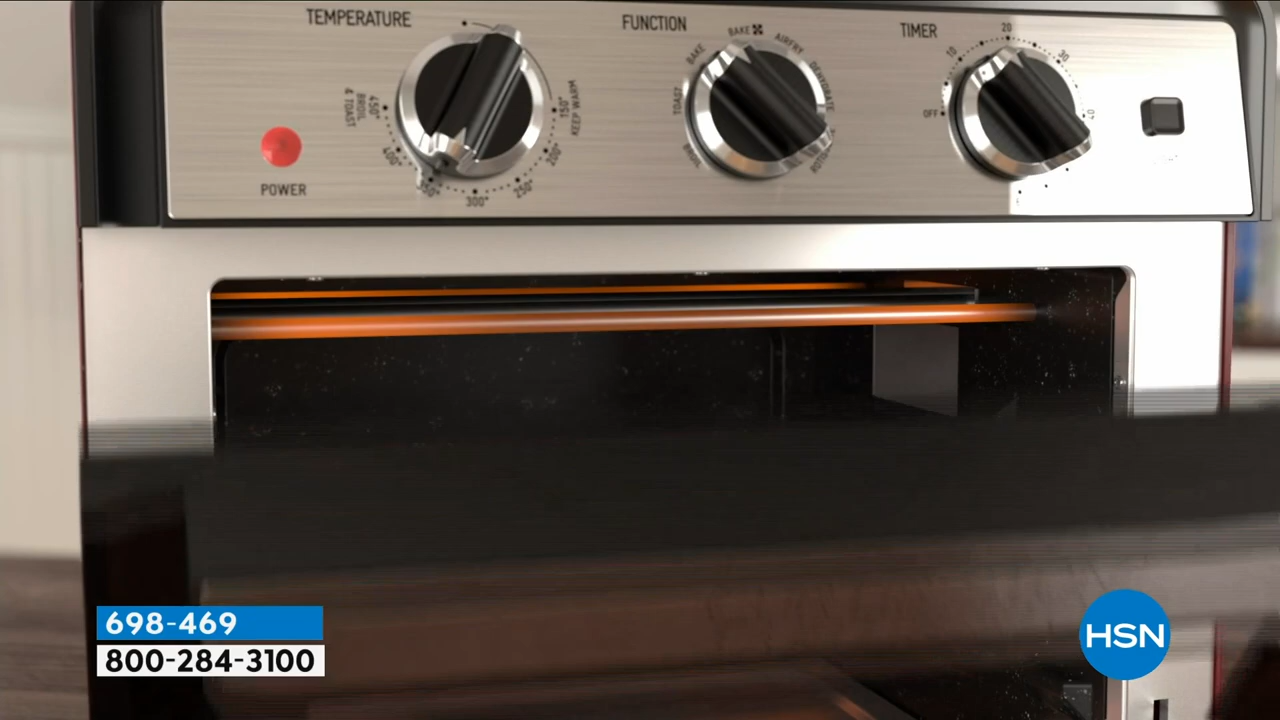 TEMPERATURE
FUNCTION
TIMER
BAKE
BAKE
AIRFRY
DEHYDRATE
TOAST
BROIL
450°
BROIL
& TOAST
400°
350°
300°
250°
200°
150°
KEEP WARM
OFF
10
20
30
40
POWER
698-469
800-284-3100
HSN